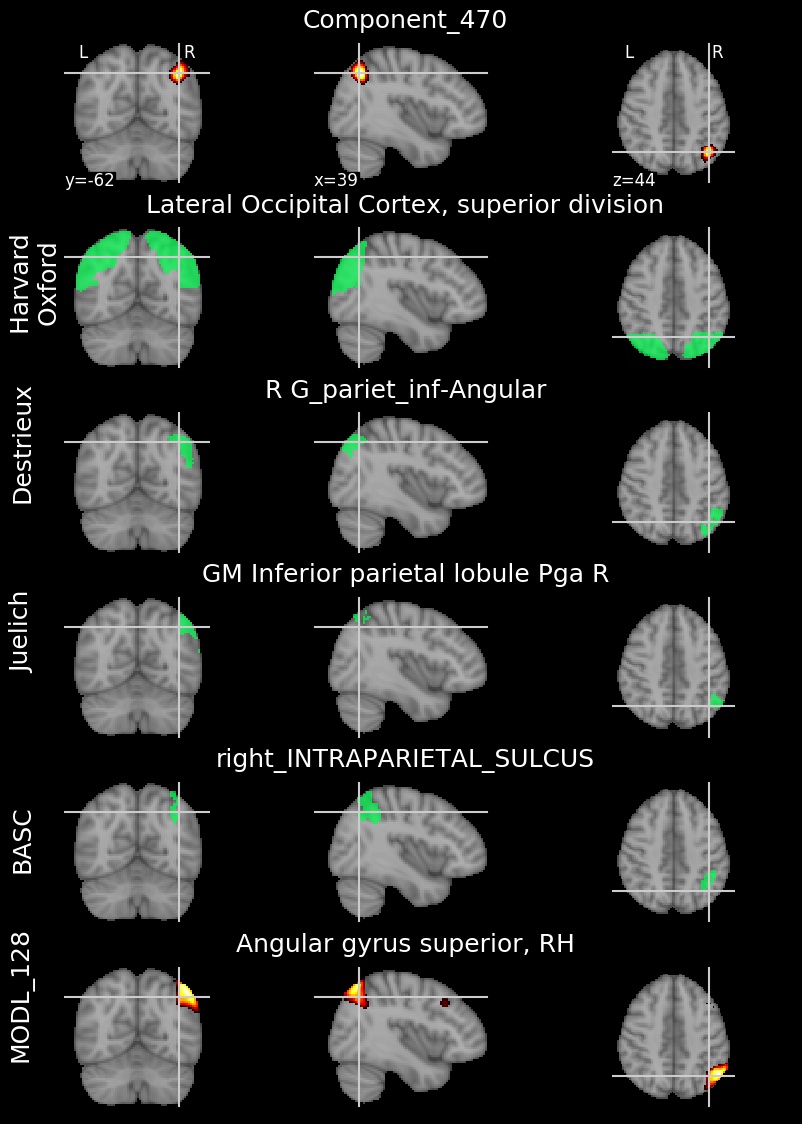 Component_470
L R
L R
y=-62
x=39
z=44
Lateral Occipital Cortex, superior division
Harvard
Oxford
R G_pariet_inf-Angular
Destrieux
GM Inferior parietal lobule Pga R
Juelich
right_INTRAPARIETAL_SULCUS
BASC
Angular gyrus superior, RH
MODL_128